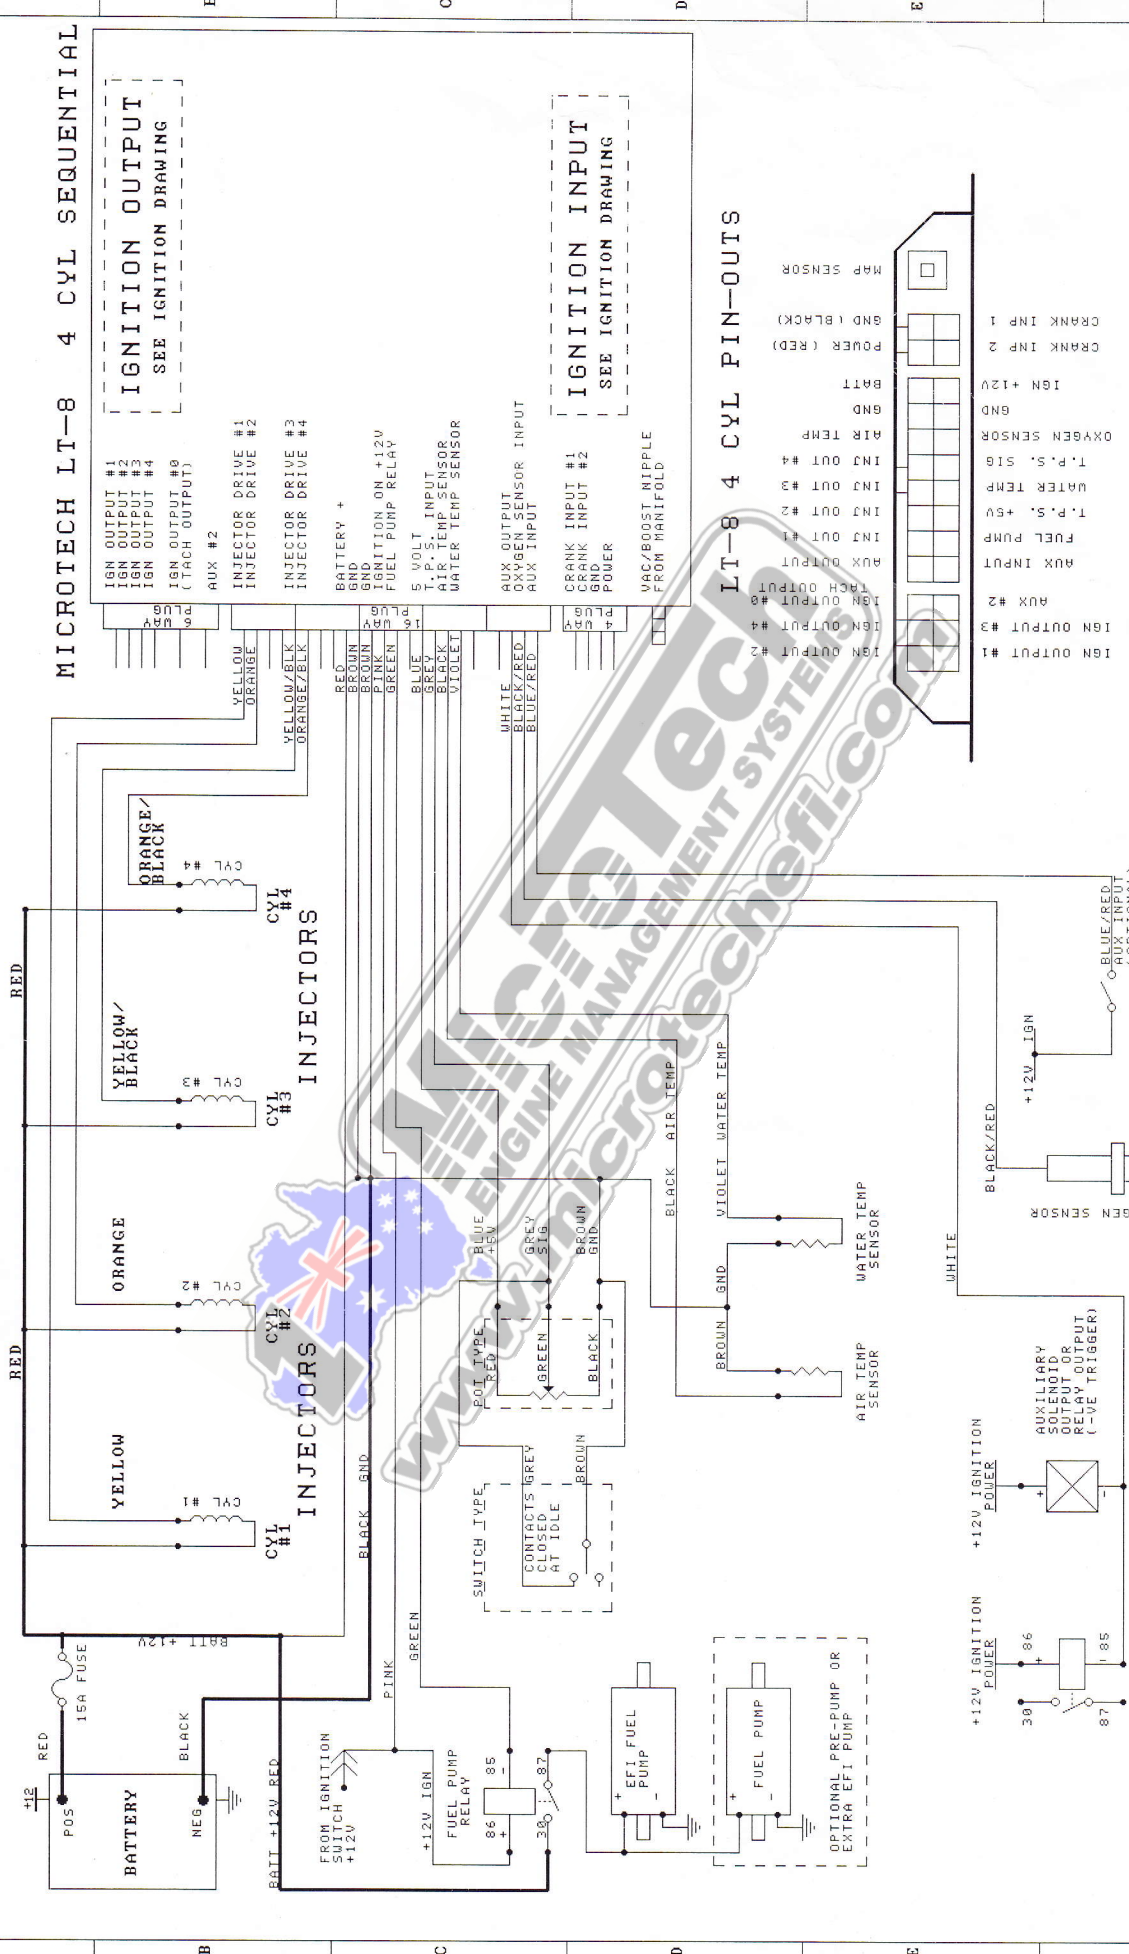 MICROTECH LT-8 4 CYL SEQUENTIAL
IGNITION OUTPUT
SEE IGNITION DRAWING
IGN OUTPUT #1
IGN OUTPUT #2
IGN OUTPUT #3
IGN OUTPUT #4
IGN OUTPUT #0
(TACH OUTPUT)
AUX #2
INJECTOR DRIVE #1
INJECTOR DRIVE #2
INJECTOR DRIVE #3
INJECTOR DRIVE #4
BATTERY +
GND
GND
IGNITION ON +12V
FUEL PUMP RELAY
5 VOLT
T.P.S. INPUT
AIR TEMP SENSOR
WATER TEMP SENSOR
AUX OUTPUT
OXYGEN SENSOR INPUT
AUX INPUT
CRANK INPUT #1
CRANK INPUT #2
GND
POWER
VAC/BOOST NIPPLE
FROM MANIFOLD
IGNITION INPUT
SEE IGNITION DRAWING
6 WAY
PLUG
16 WAY
PLUG
4 WAY
PLUG
YELLOW
ORANGE
YELLOW/BLK
ORANGE/BLK
RED
BROWN
BROWN
PINK
GREEN
BLUE
GREY
BLACK
VIOLET
WHITE
BLACK/RED
BLUE/RED
RED
RED
YELLOW
ORANGE
YELLOW/
BLACK
ORANGE/
BLACK
CYL #1
CYL #2
CYL #3
CYL #4
CYL
#1
CYL
#2
CYL
#3
CYL
#4
INJECTORS
INJECTORS
+12
POS
NEG
BATTERY
RED
BLACK
15A FUSE
BATT +12V
BATT +12V RED
BLACK GND
FROM IGNITION
SWITCH
+12V
PINK
GREEN
+12V IGN
FUEL PUMP
RELAY
86
85
+
-
30
87
SWITCH TYPE
CONTACTS
CLOSED
AT IDLE
GREY
BROWN
POT TYPE
RED
GREEN
BLACK
BLUE
+5V
GREY
SIG
BROWN
GND
EFI FUEL
PUMP
+
-
FUEL PUMP
+
-
OPTIONAL PRE-PUMP OR
EXTRA EFI PUMP
BLACK AIR TEMP
VIOLET WATER TEMP
BROWN GND
AIR TEMP
SENSOR
WATER TEMP
SENSOR
WHITE
BLACK/RED
GEN SENSOR
+12V IGN
BLUE/RED
AUX INPUT
+12V IGNITION
POWER
86
85
30
87
+
-
+12V IGNITION
POWER
+
-
AUXILIARY
SOLENOID
OUTPUT OR
RELAY OUTPUT
(-VE TRIGGER)
LT-8 4 CYL PIN-OUTS
MAP SENSOR
GND (BLACK)
POWER (RED)
BATT
GND
AIR TEMP
INJ OUT #4
INJ OUT #3
INJ OUT #2
INJ OUT #1
AUX OUTPUT
TACH OUTPUT
IGN OUTPUT #0
IGN OUTPUT #4
IGN OUTPUT #2
CRANK INP 1
CRANK INP 2
IGN +12V
GND
OXYGEN SENSOR
T.P.S. SIG
WATER TEMP
T.P.S. +5V
FUEL PUMP
AUX INPUT
AUX #2
IGN OUTPUT #3
IGN OUTPUT #1
MicroTech
ENGINE MANAGEMENT SYSTEMS
www.microtechefi.com
B
C
D
E
B
C
D
E